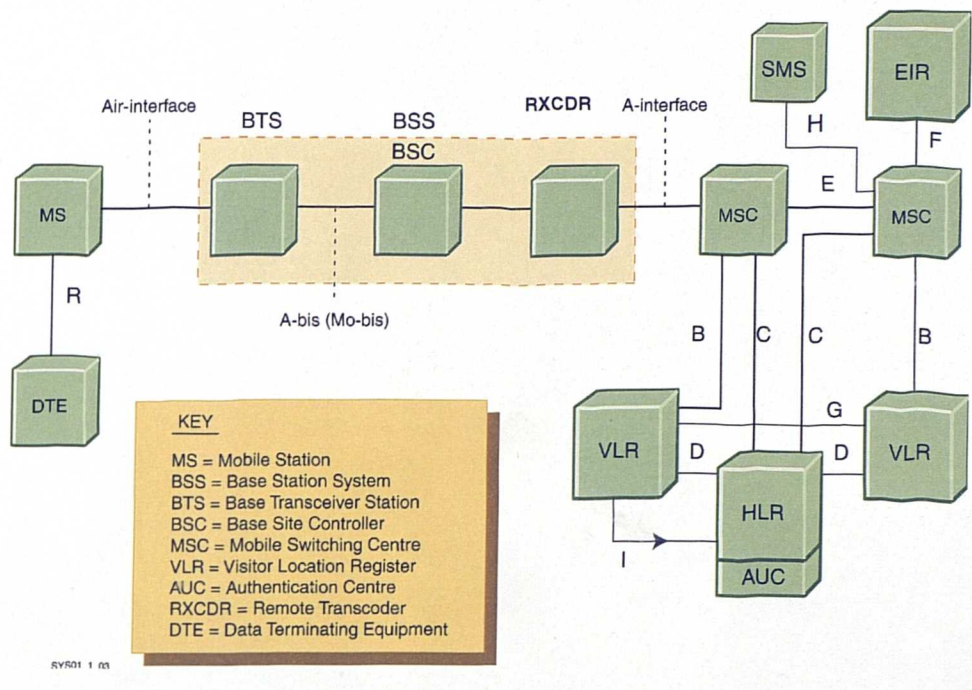 SMS
EIR
Air-interface
RXCDR
A-interface
BTS
BSS
H
F
BSC
E
MS
MSC
MSC
R
A-bis (Mo-bis)
B
C
C
B
DTE
G
VLR
D
D
VLR
HLR
I
AUC
KEY
MS = Mobile Station
BSS = Base Station System
BTS = Base Transceiver Station
BSC = Base Site Controller
MSC = Mobile Switching Centre
VLR = Visitor Location Register
AUC = Authentication Centre
RXCDR = Remote Transcoder
DTE = Data Terminating Equipment